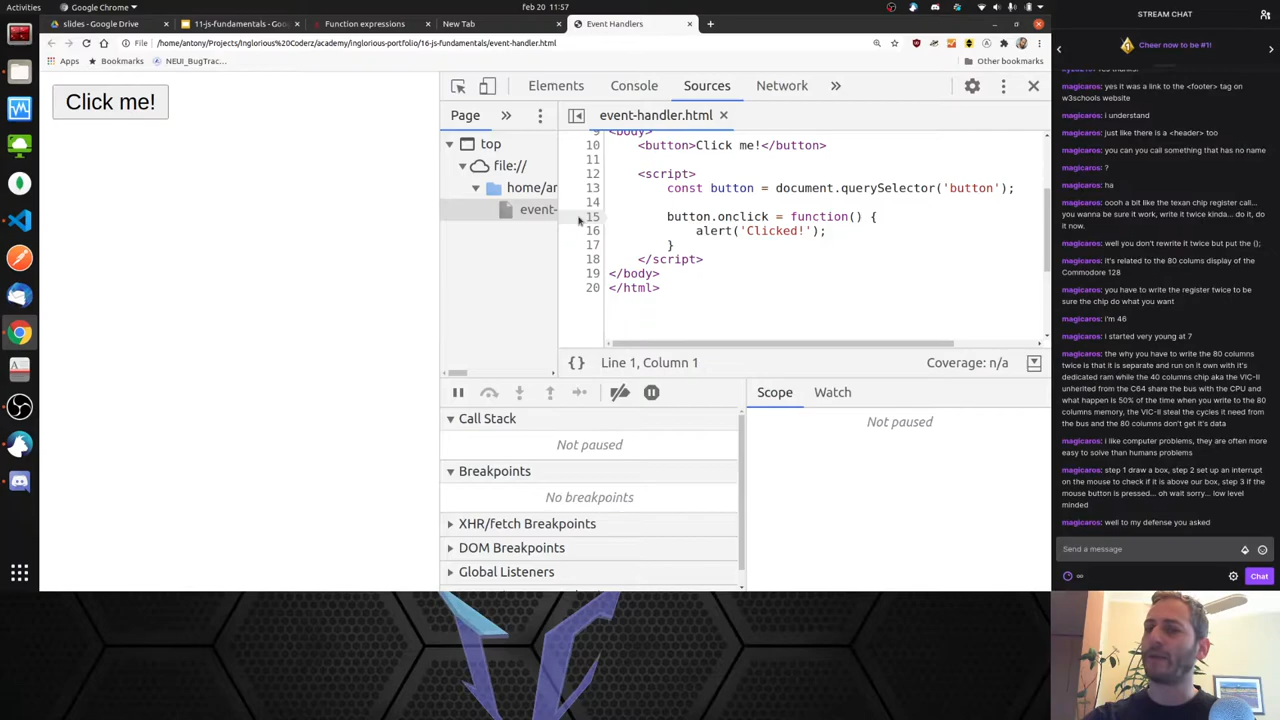 Activities
Google Chrome
feb 20 11:57
slides - Google Drive
11-js-fundamentals - Goo
Function expressions
New Tab
Event Handlers
File
/home/antony/Projects/Inglorious%20Coderz/academy/inglorious-portfolio/16-js-fundamentals/event-handler.html
Apps
Bookmarks
NEUI_BugTrac...
Other bookmarks
Click me!
Elements
Console
Sources
Network
Page
event-handler.html
top
file://
home/ar
event-
9 <body>
10 <button>Click me!</button>
11
12 <script>
13 const button = document.querySelector('button');
14
15 button.onclick = function() {
16 alert('Clicked!');
17 }
18 </script>
19 </body>
20 </html>
{ } Line 1, Column 1
Coverage: n/a
Call Stack
Not paused
Breakpoints
No breakpoints
XHR/fetch Breakpoints
DOM Breakpoints
Global Listeners
Scope
Watch
Not paused
STREAM CHAT
Cheer now to be #1!
magicaros: yes it was a link to the <footer> tag on
w3schools website
magicaros: i understand
magicaros: just like there is a <header> too
magicaros: you can you call something that has no name
magicaros: ?
magicaros: ha
magicaros: oooh a bit like the texan chip register call...
you wanna be sure it work, write it twice kinda... do it, do
it now.
magicaros: well you don't rewrite it twice but put the ();
magicaros: it's related to the 80 colums display of the
Commodore 128
magicaros: you have to write the register twice to be
sure the chip do what you want
magicaros: i'm 46
magicaros: i started very young at 7
magicaros: the why you have to write the 80 columns
twice is that it is separate and run on it own with it's
dedicated ram while the 40 columns chip aka the VIC-II
unherited from the C64 share the bus with the CPU and
what happen is 50% of the time when you write to the 80
columns memory, the VIC-II steal the cycles it need from
the bus and the 80 columns don't get it's data
magicaros: i like computer problems, they are often more
easy to solve than humans problems
magicaros: step 1 draw a box, step 2 set up an interrupt
on the mouse to check if it is above our box, step 3 if the
mouse button is pressed... oh wait sorry... low level
minded
magicaros: well to my defense you asked
Send a message
Chat